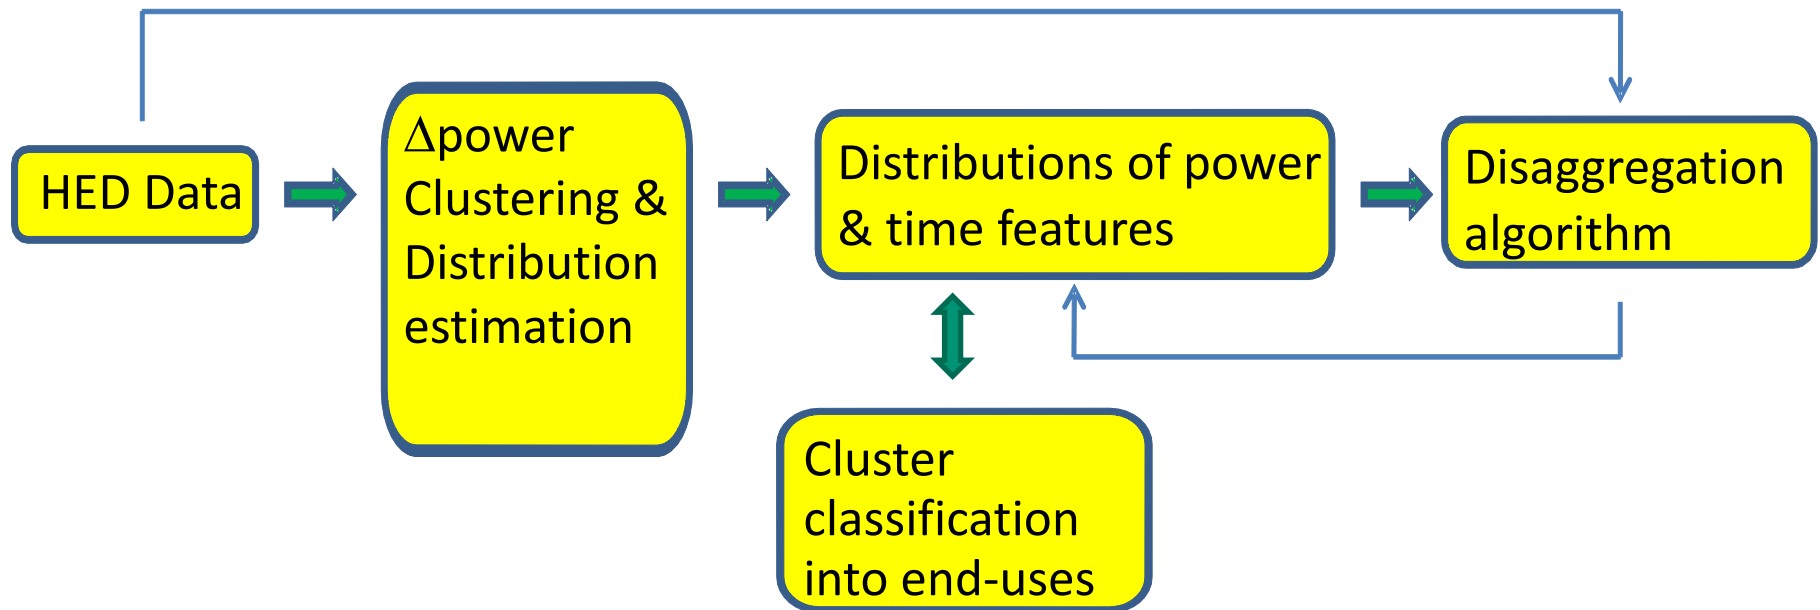 HED Data
Δpower
Clustering &
Distribution
estimation
Distributions of power
& time features
Disaggregation
algorithm
Cluster
classification
into end-uses